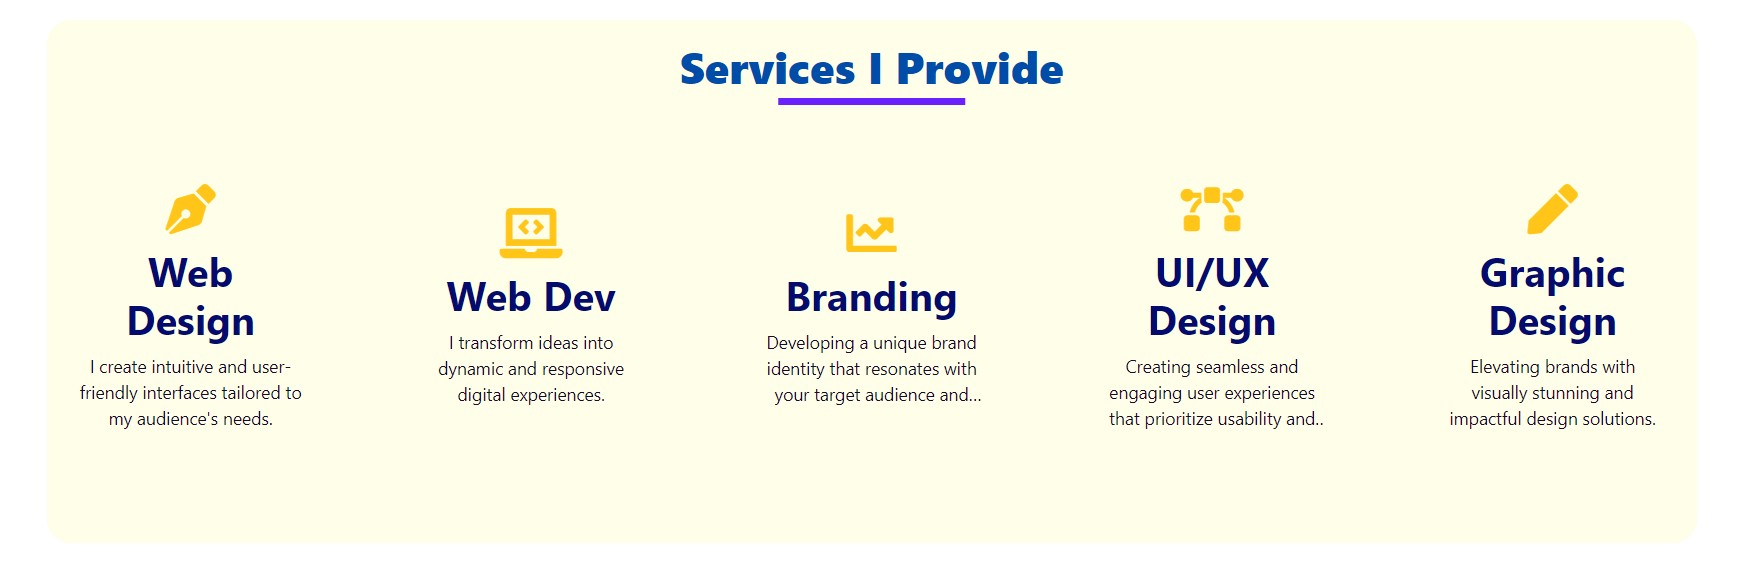 Services I Provide
Web
Design
I create intuitive and user-
friendly interfaces tailored to
my audience's needs.
Web Dev
I transform ideas into
dynamic and responsive
digital experiences.
Branding
Developing a unique brand
identity that resonates with
your target audience and...
UI/UX
Design
Creating seamless and
engaging user experiences
that prioritize usability and..
Graphic
Design
Elevating brands with
visually stunning and
impactful design solutions.